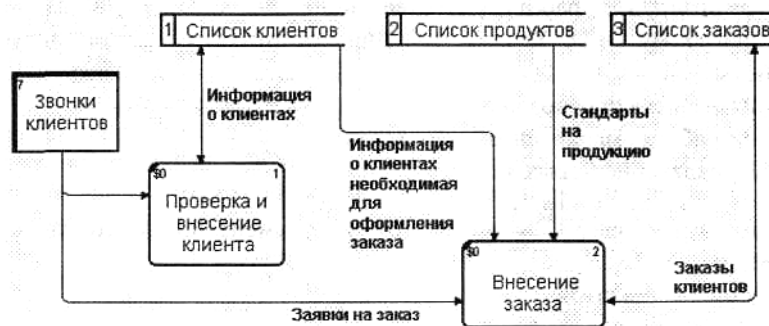 1 Список клиентов
2 Список продуктов
3 Список заказов
7
Звонки
клиентов
Информация
о клиентах
Стандарты
на
продукцию
Информация
о клиентах
необходимая
для
оформления
заказа
$0 1
Проверка и
внесение
клиента
$0 2
Внесение
заказа
Заказы
клиентов
Заявки на заказ